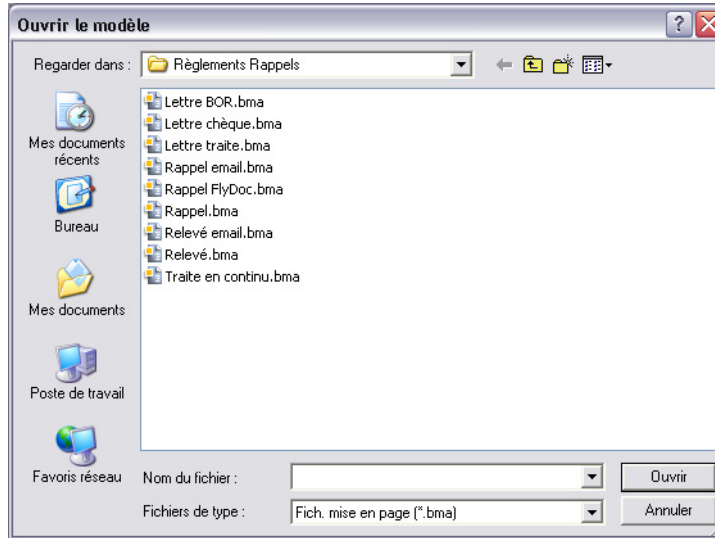 Ouvrir le modèle
Regarder dans :
Règlements Rappels
Mes documents
récents
Bureau
Mes documents
Poste de travail
Favoris réseau
Lettre BOR.bma
Lettre chèque.bma
Lettre traite.bma
Rappel email.bma
Rappel FlyDoc.bma
Rappel.bma
Relevé email.bma
Relevé.bma
Traite en continu.bma
Nom du fichier :
Ouvrir
Fichiers de type :
Fich. mise en page (*.bma)
Annuler